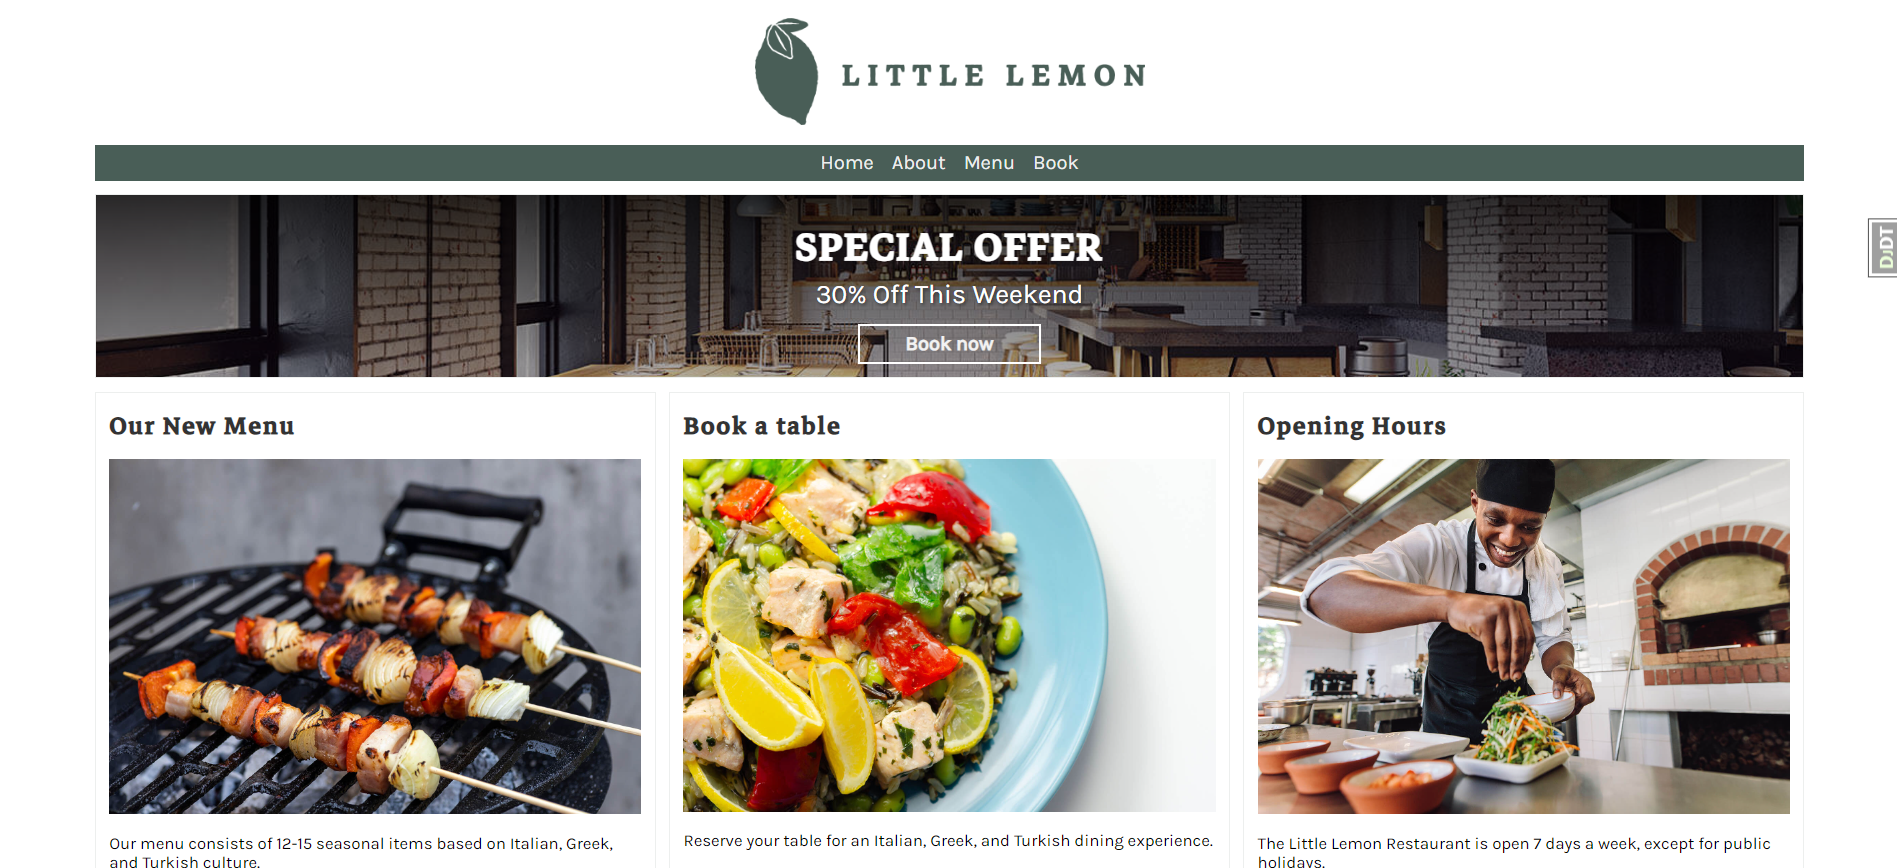 LITTLE LEMON
Home About Menu Book
SPECIAL OFFER
30% Off This Weekend
Book now
DjDT
Our New Menu
Our menu consists of 12-15 seasonal items based on Italian, Greek,
and Turkish culture.
Book a table
Reserve your table for an Italian, Greek, and Turkish dining experience.
Opening Hours
The Little Lemon Restaurant is open 7 days a week, except for public
holidays.